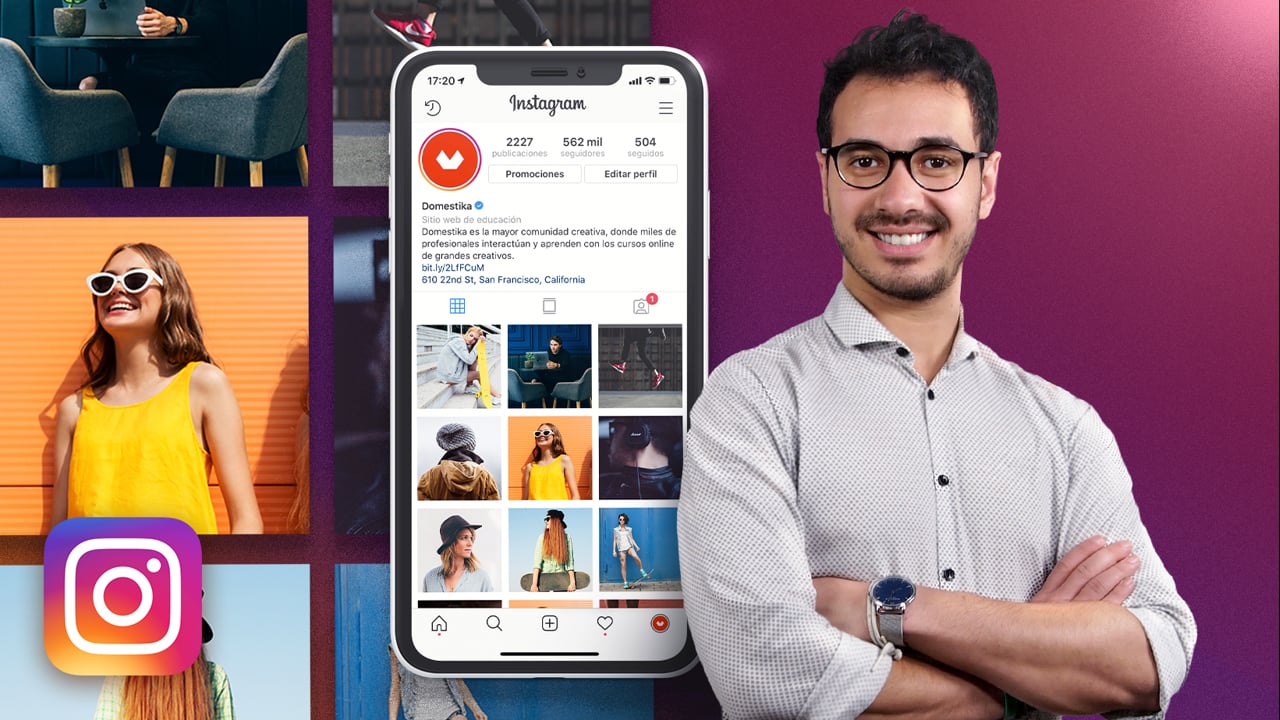 17:20
Instagram
2227 562 mil 504
publicaciones seguidores seguidos
Promociones Editar perfil
Domestika
Sitio web de educación
Domestika es la mayor comunidad creativa, donde miles de
profesionales interactúan y aprenden con los cursos online
de grandes creativos.
bit.ly/2LfFCuM
610 22nd St, San Francisco, California
1